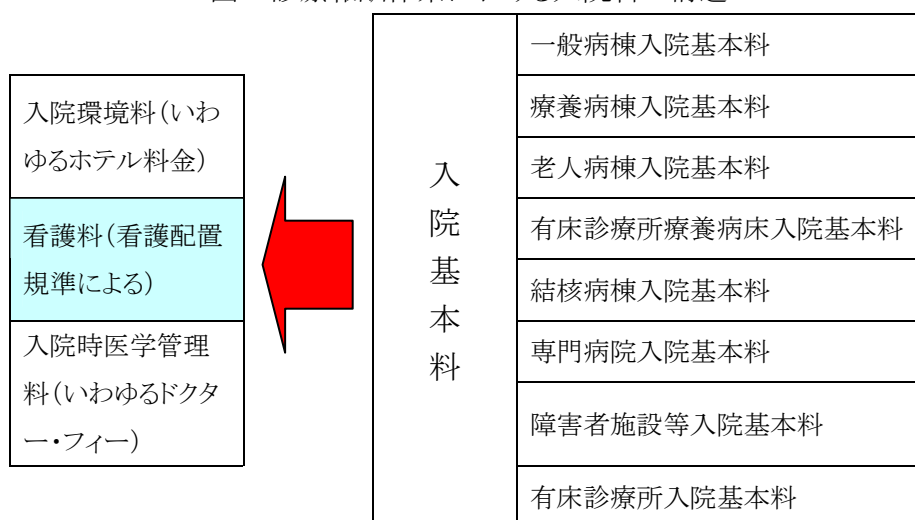 入院環境料(いわ
ゆるホテル料金)
看護料(看護配置
規準による)
入院時医学管理
料(いわゆるドクタ
ー・フィー)
入
院
基
本
料
一般病棟入院基本料
療養病棟入院基本料
老人病棟入院基本料
有床診療所療養病床入院基本料
結核病棟入院基本料
専門病院入院基本料
障害者施設等入院基本料
有床診療所入院基本料